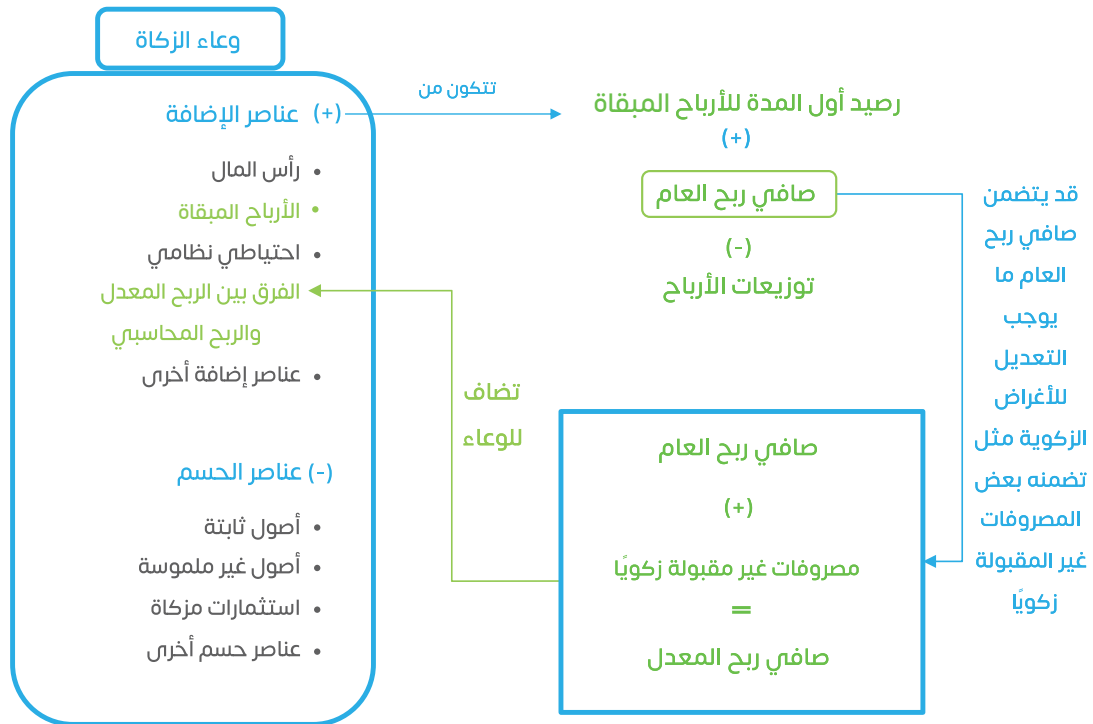 وعاء الزكاة
(+) عناصر الإضافة
• رأس المال
• الأرباح المبقاة
• احتياطي نظامي
الفرق بين الربح المعدل
والربح المحاسبي
• عناصر إضافة أخرى
(-) عناصر الحسم
• أصول ثابتة
• أصول غير ملموسة
• استثمارات مزكاة
• عناصر حسم أخرى
تتكون من
رصيد أول المدة للأرباح المبقاة
(+)
صافي ربح العام
(-)
توزيعات الأرباح
قد يتضمن
صافي ربح
العام ما
يوجب
التعديل
للأغراض
الزكوية مثل
تضمنه بعض
المصروفات
غير المقبولة
زكويًا
صافي ربح العام
(+)
مصروفات غير مقبولة زكويًا
=
صافي ربح المعدل
تضاف
للوعاء